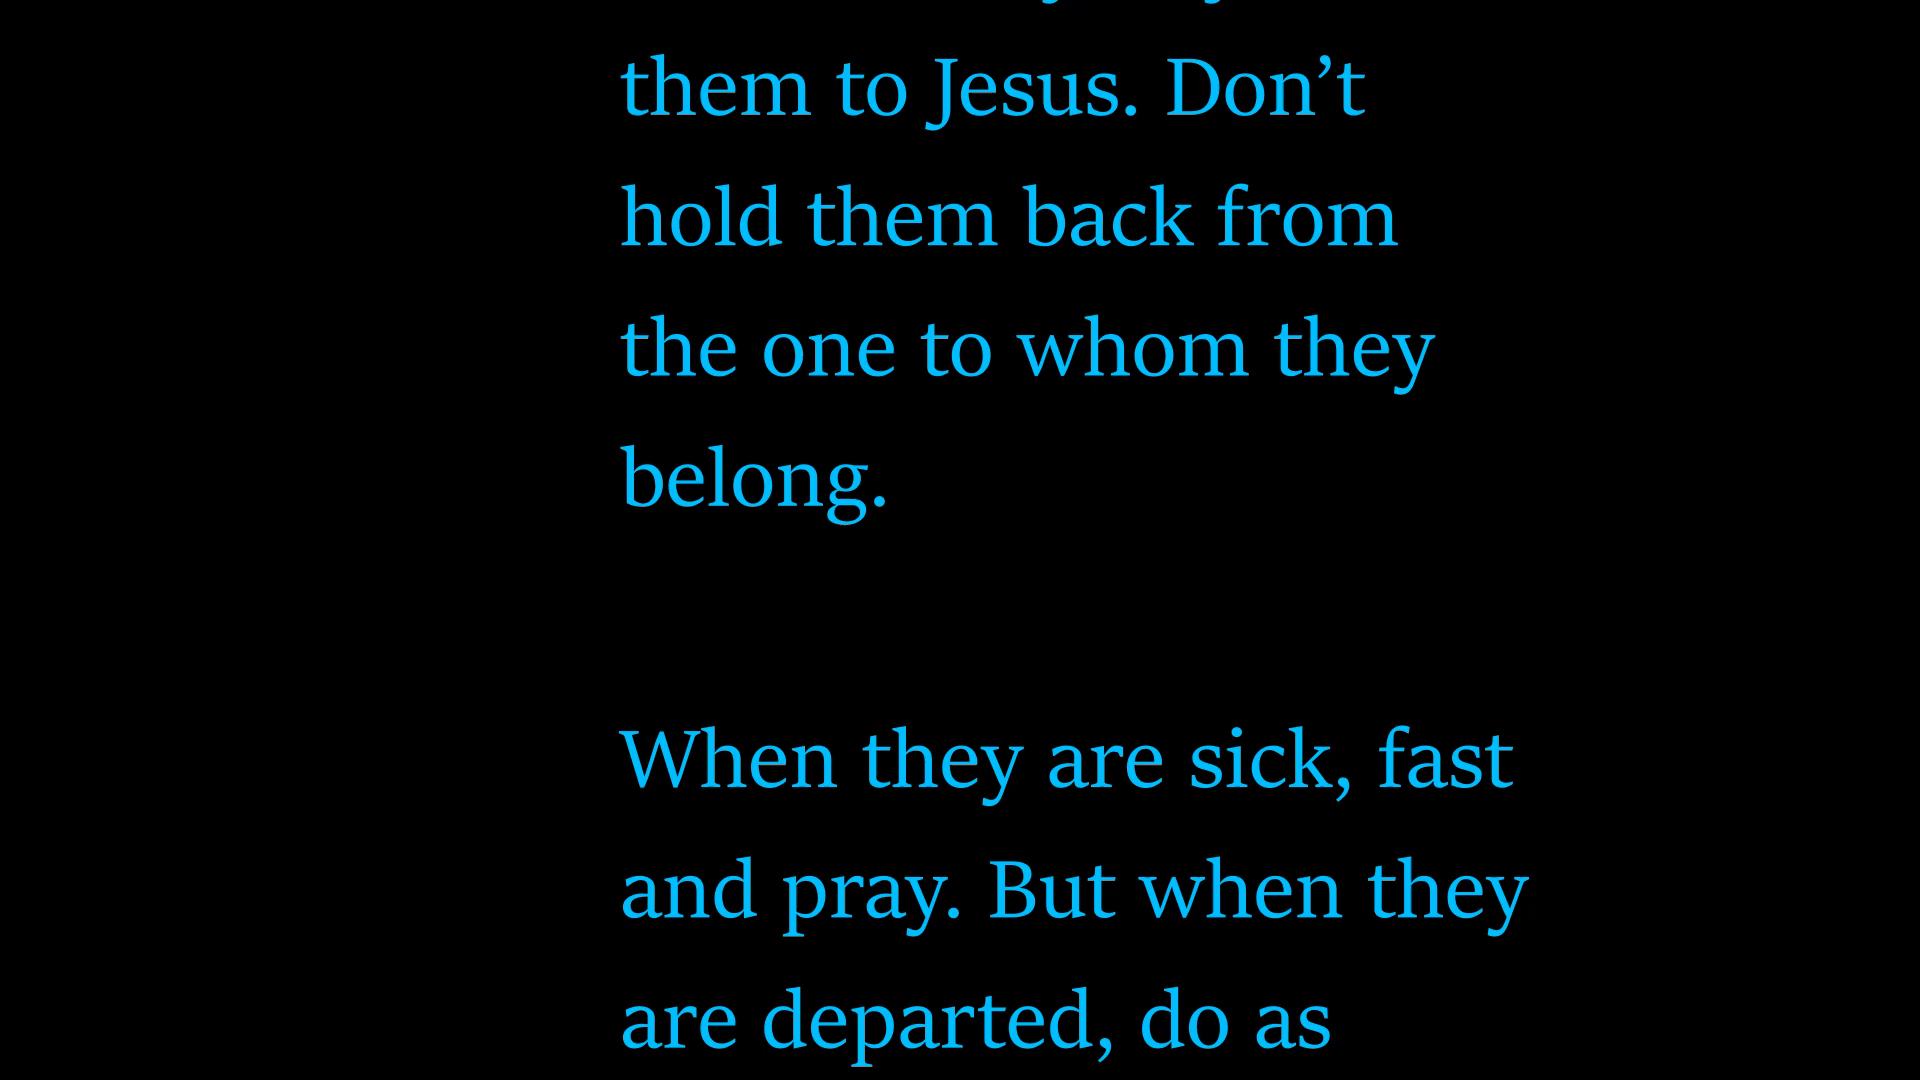 them to Jesus. Don’t
hold them back from
the one to whom they
belong.
When they are sick, fast
and pray. But when they
are departed, do as